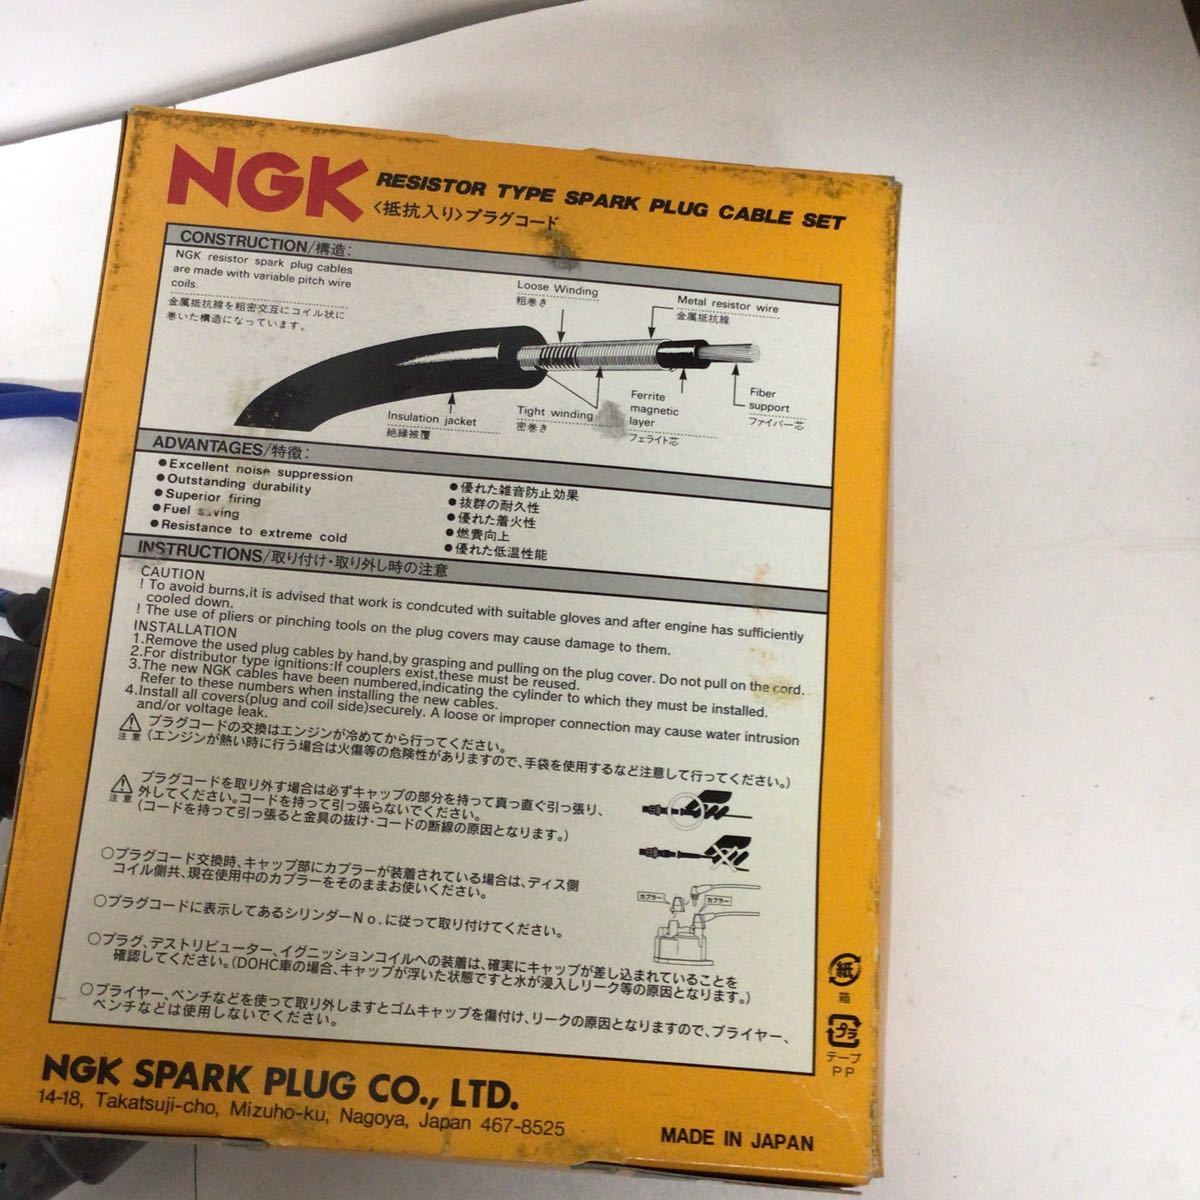 NGK
RESISTOR TYPE SPARK PLUG CABLE SET
〈抵抗入り〉プラグコード
CONSTRUCTION/構造:
NGK resistor spark plug cables
are made with variable pitch wire
coils.
金属抵抗線を粗密交互にコイル状に
巻いた構造になっています。
Loose Winding
粗巻き
Metal resistor wire
金属抵抗線
Insulation jacket
絶縁被覆
Tight winding
密巻き
Ferrite
magnetic
layer
フェライト芯
Fiber
support
ファイバー芯
ADVANTAGES/特徴:
●Excellent noise suppression
●Outstanding durability
●Superior firing
●Fuel saving
●Resistance to extreme cold
●優れた雑音防止効果
●抜群の耐久性
●優れた着火性
●燃費向上
●優れた低温性能
INSTRUCTIONS/取り付け・取り外し時の注意
CAUTION
! To avoid burns,it is advised that work is condcuted with suitable gloves and after engine has sufficiently
cooled down.
! The use of pliers or pinching tools on the plug covers may cause damage to them.
INSTALLATION
1.Remove the used plug cables by hand,by grasping and pulling on the plug cover. Do not pull on the cord.
2.For distributor type ignitions:If couplers exist,these must be reused.
3.The new NGK cables have been numbered,indicating the cylinder to which they must be installed.
Refer to these numbers when installing the new cables.
4.Install all covers(plug and coil side)securely. A loose or improper connection may cause water intrusion
and/or voltage leak.
注意
プラグコードの交換はエンジンが冷めてから行ってください。
(エンジンが熱い時に行う場合は火傷等の危険性がありますので、手袋を使用するなど注意して行ってください。)
注意
プラグコードを取り外す場合は必ずキャップの部分を持って真っ直ぐ引っ張り、
外してください。コードを持って引っ張らないでください。
(コードを持って引っ張ると金具の抜け・コードの断線の原因となります。)
○プラグコード交換時、キャップ部にカプラーが装着されている場合は、ディス側
コイル側共、現在使用中のカプラーをそのままお使いください。
カプラー
カプラー
○プラグコードに表示してあるシリンダーNo.に従って取り付けてください。
○プラグ、デストリビューター、イグニッションコイルへの装着は、確実にキャップが差し込まれていることを
確認してください。(DOHC車の場合、キャップが浮いた状態ですと水が浸入しリーク等の原因となります。)
○プライヤー、ペンチなどを使って取り外しますとゴムキャップを傷付け、リークの原因となりますので、プライヤー、
ペンチなどは使用しないでください。
紙
箱
プラ
テープ
PP
NGK SPARK PLUG CO., LTD.
14-18, Takatsuji-cho, Mizuho-ku, Nagoya, Japan 467-8525
MADE IN JAPAN